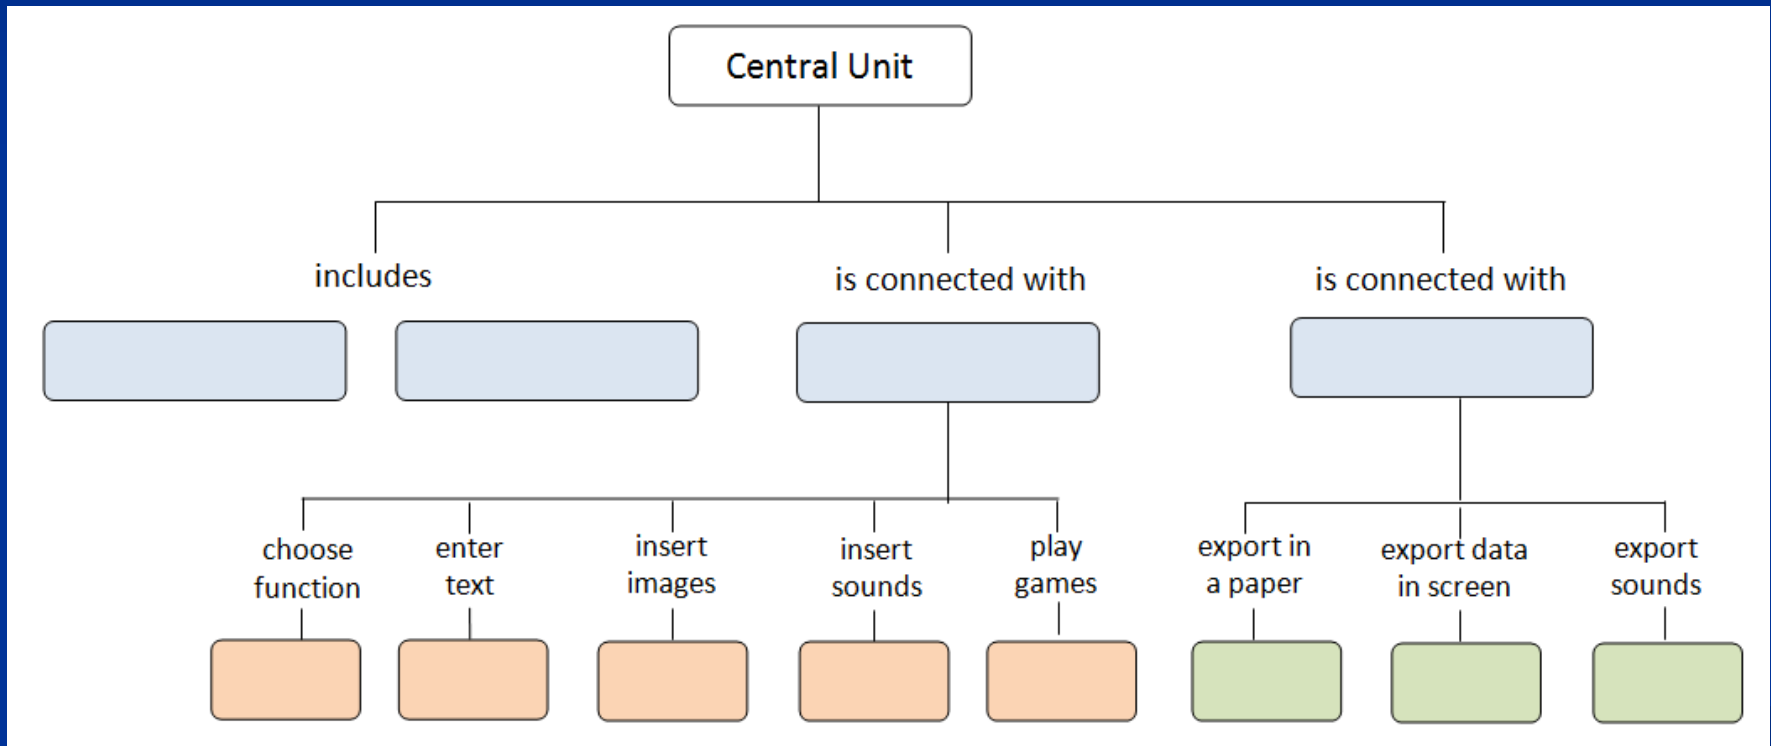 Central Unit
includes
is connected with
is connected with
choose
function
enter
text
insert
images
insert
sounds
play
games
export in
a paper
export data
in screen
export
sounds